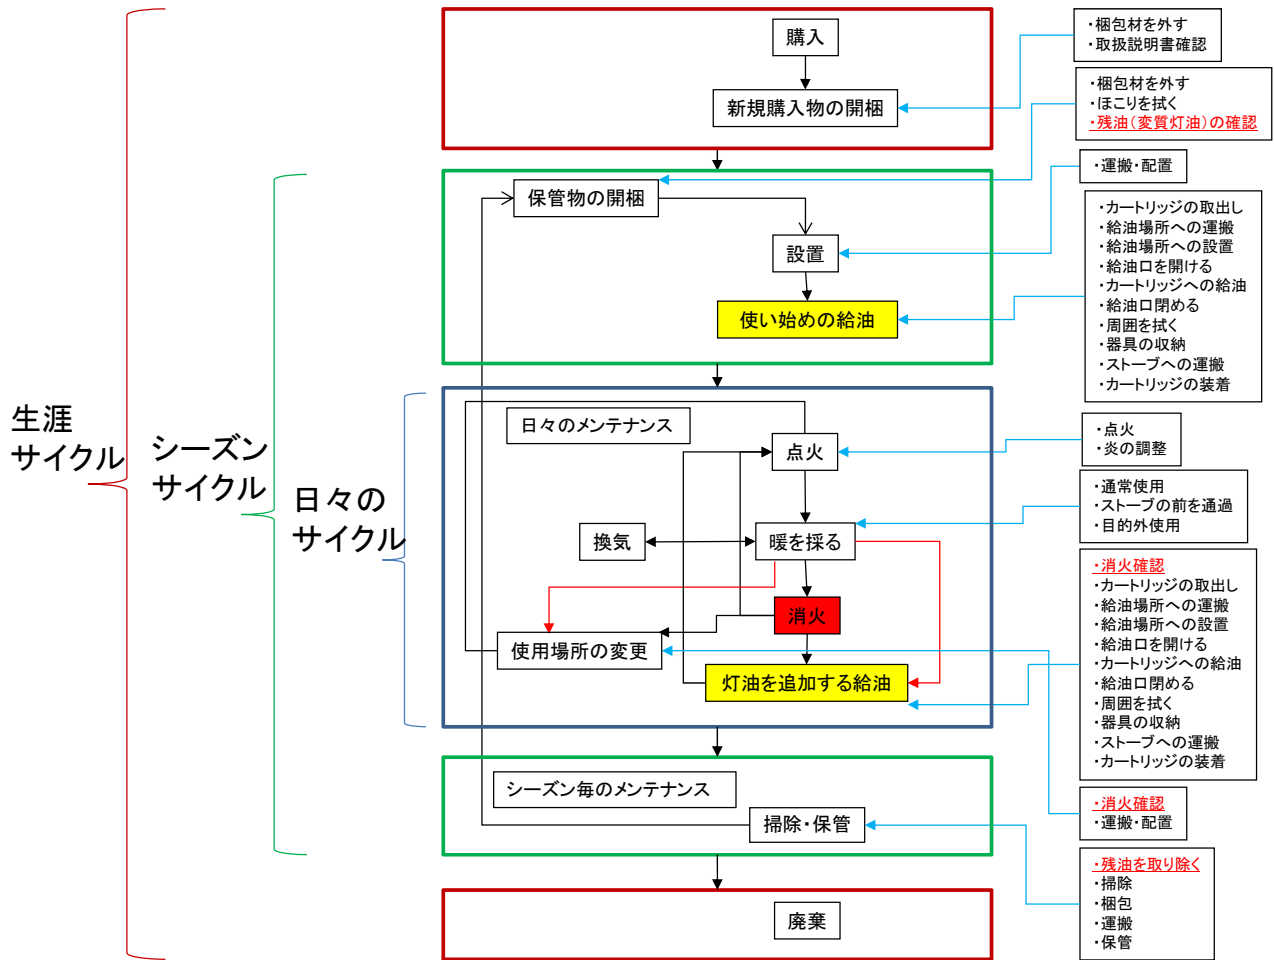 生涯
サイクル
シーズン
サイクル
日々の
サイクル
購入
新規購入物の開梱
保管物の開梱
設置
使い始めの給油
日々のメンテナンス
点火
換気
暖を採る
消火
使用場所の変更
灯油を追加する給油
シーズン毎のメンテナンス
掃除・保管
廃棄
・梱包材を外す
・取扱説明書確認
・梱包材を外す
・ほこりを拭く
・残油（変質灯油）の確認
・運搬・配置
・カートリッジの取出し
・給油場所への運搬
・給油場所への設置
・給油口を開ける
・カートリッジへの給油
・給油口閉める
・周囲を拭く
・器具の収納
・ストーブへの運搬
・カートリッジの装着
・点火
・炎の調整
・通常使用
・ストーブの前を通過
・目的外使用
・消火確認
・カートリッジの取出し
・給油場所への運搬
・給油場所への設置
・給油口を開ける
・カートリッジへの給油
・給油口閉める
・周囲を拭く
・器具の収納
・ストーブへの運搬
・カートリッジの装着
・消火確認
・運搬・配置
・残油を取り除く
・掃除
・梱包
・運搬
・保管